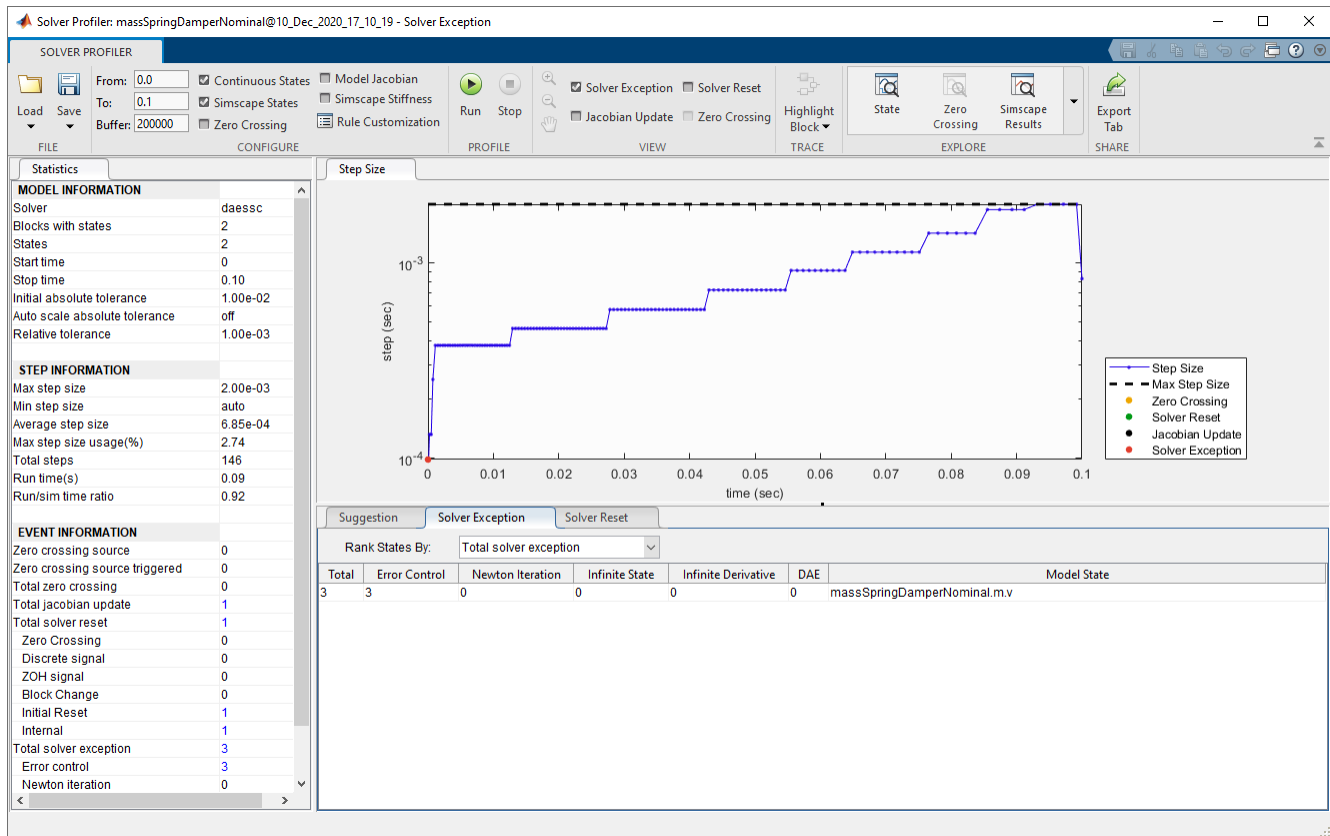 Solver Profiler: massSpringDamperNominal@10_Dec_2020_17_10_19 - Solver Exception
SOLVER PROFILER
Load
Save
From: 0.0
To: 0.1
Buffer: 200000
Continuous States
Simscape States
Zero Crossing
Model Jacobian
Simscape Stiffness
Rule Customization
Run
Stop
Solver Exception
Solver Reset
Jacobian Update
Zero Crossing
Highlight
Block
State
Zero
Crossing
Simscape
Results
Export
Tab
FILE
CONFIGURE
PROFILE
VIEW
TRACE
EXPLORE
SHARE
Statistics
MODEL INFORMATION
Solver daessc
Blocks with states 2
States 2
Start time 0
Stop time 0.10
Initial absolute tolerance 1.00e-02
Auto scale absolute tolerance off
Relative tolerance 1.00e-03
STEP INFORMATION
Max step size 2.00e-03
Min step size auto
Average step size 6.85e-04
Max step size usage(%) 2.74
Total steps 146
Run time(s) 0.09
Run/sim time ratio 0.92
EVENT INFORMATION
Zero crossing source 0
Zero crossing source triggered 0
Total zero crossing 0
Total jacobian update 1
Total solver reset 1
Zero Crossing 0
Discrete signal 0
ZOH signal 0
Block Change 0
Initial Reset 1
Internal 1
Total solver exception 3
Error control 3
Newton iteration 0
Step Size
10-3
10-4
step (sec)
0 0.01 0.02 0.03 0.04 0.05 0.06 0.07 0.08 0.09 0.1
time (sec)
Step Size
Max Step Size
Zero Crossing
Solver Reset
Jacobian Update
Solver Exception
Suggestion
Solver Exception
Solver Reset
Rank States By: Total solver exception
Total Error Control Newton Iteration Infinite State Infinite Derivative DAE Model State
3 3 0 0 0 0 massSpringDamperNominal.m.v